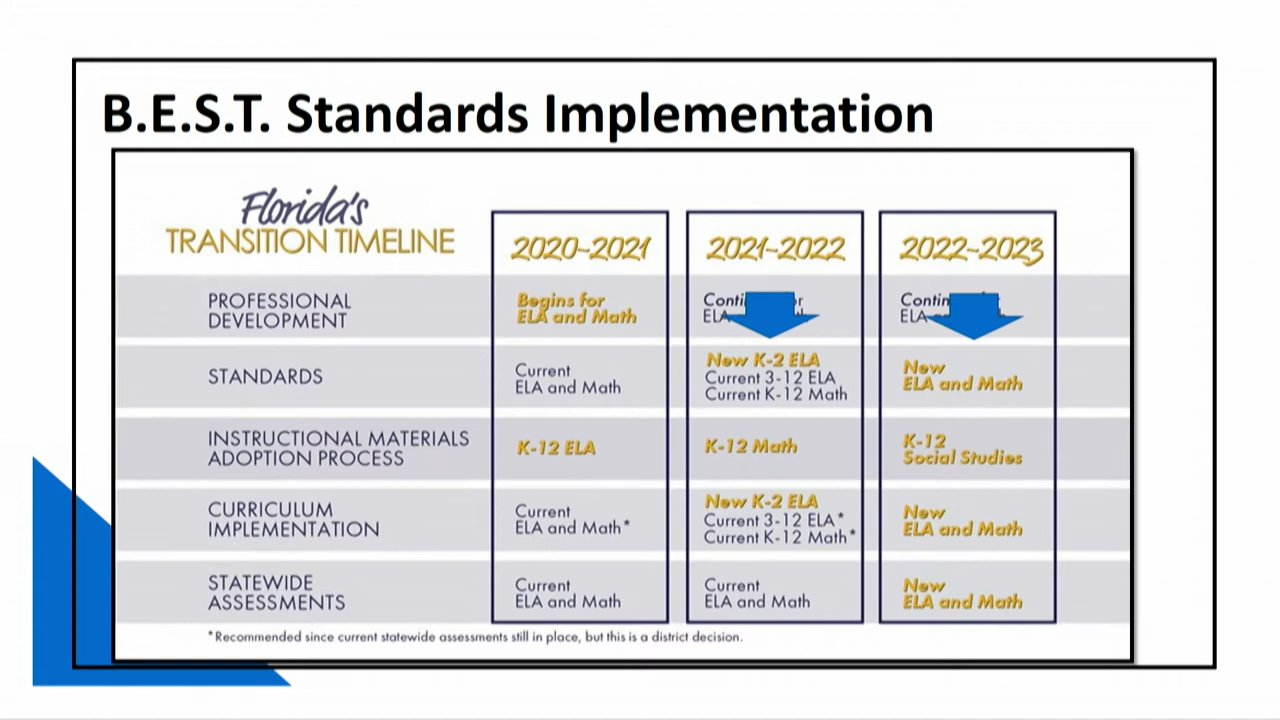 B.E.S.T. Standards Implementation
Florida's
TRANSITION TIMELINE
2020-2021
2021-2022
2022-2023
PROFESSIONAL
DEVELOPMENT
Begins for
ELA and Math
STANDARDS
Current
ELA and Math
New K-2 ELA
Current 3-12 ELA
Current K-12 Math
New
ELA and Math
INSTRUCTIONAL MATERIALS
ADOPTION PROCESS
K-12 ELA
K-12 Math
K-12
Social Studies
CURRICULUM
IMPLEMENTATION
Current
ELA and Math*
New K-2 ELA
Current 3-12 ELA*
Current K-12 Math*
New
ELA and Math
STATEWIDE
ASSESSMENTS
Current
ELA and Math
Current
ELA and Math
New
ELA and Math
*Recommended since current statewide assessments still in place, but this is a district decision.